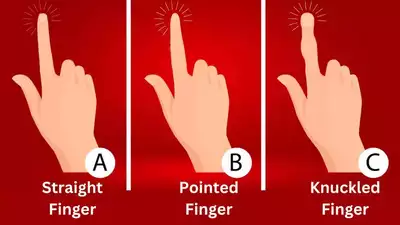 A
B
C
Straight
Finger
Pointed
Finger
Knuckled
Finger